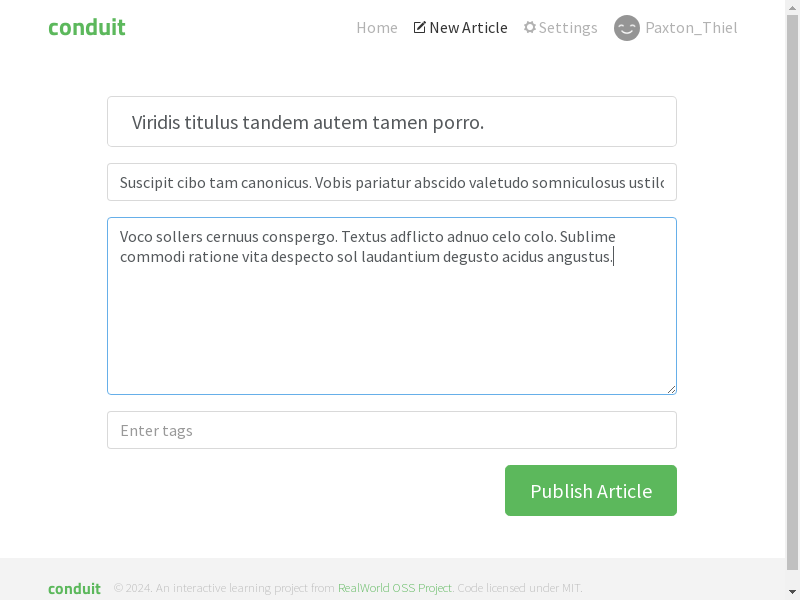 conduit
Home
New Article
Settings
Paxton_Thiel
Viridis titulus tandem autem tamen porro.
Suscipit cibo tam canonicus. Vobis pariatur abscido valetudo somniculosus
Voco sollers cernuus conspergo. Textus adflicto adnuo celo colo. Sublime
commodi ratione vita despecto sol laudantium degusto acidus angustus.
Enter tags
Publish Article
conduit
© 2024. An interactive learning project from RealWorld OSS Project. Code licensed under MIT.